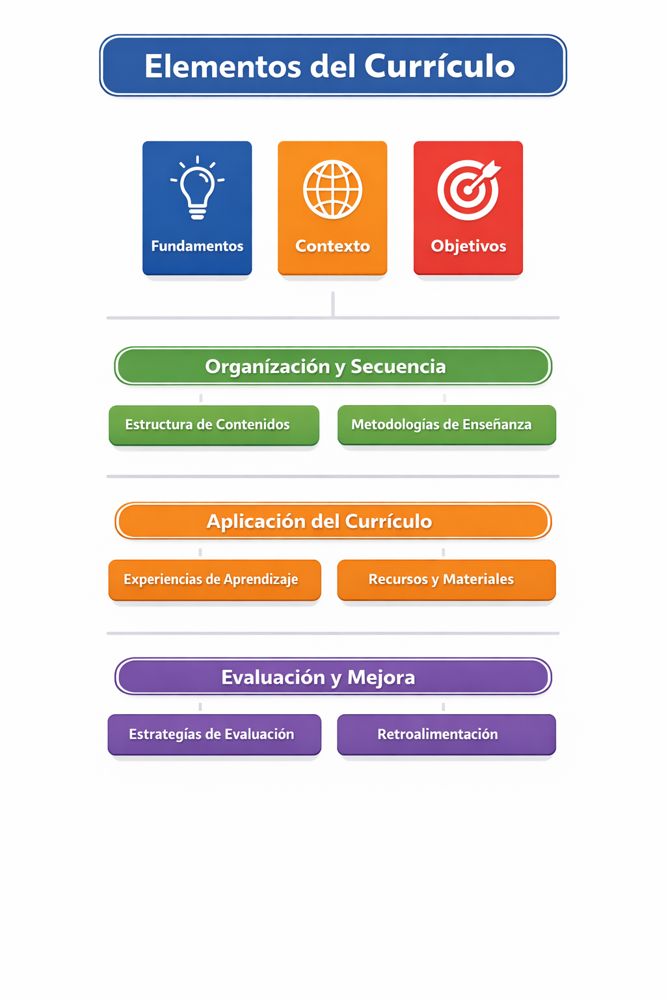 Elementos del Currículo
Fundamentos
Contexto
Objetivos
Organízación y Secuencia
Estructura de Contenidos
Metodologías de Enseñanza
Aplicación del Currículo
Experiencias de Aprendizaje
Recursos y Materiales
Evaluación y Mejora
Estrategías de Evaluación
Retroalimentación